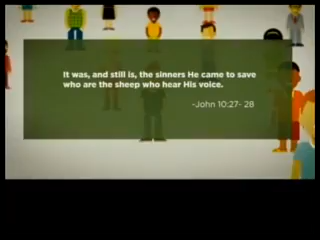 It was, and still is, the sinners He came to save
who are the sheep who hear His voice.
-John 10:27- 28